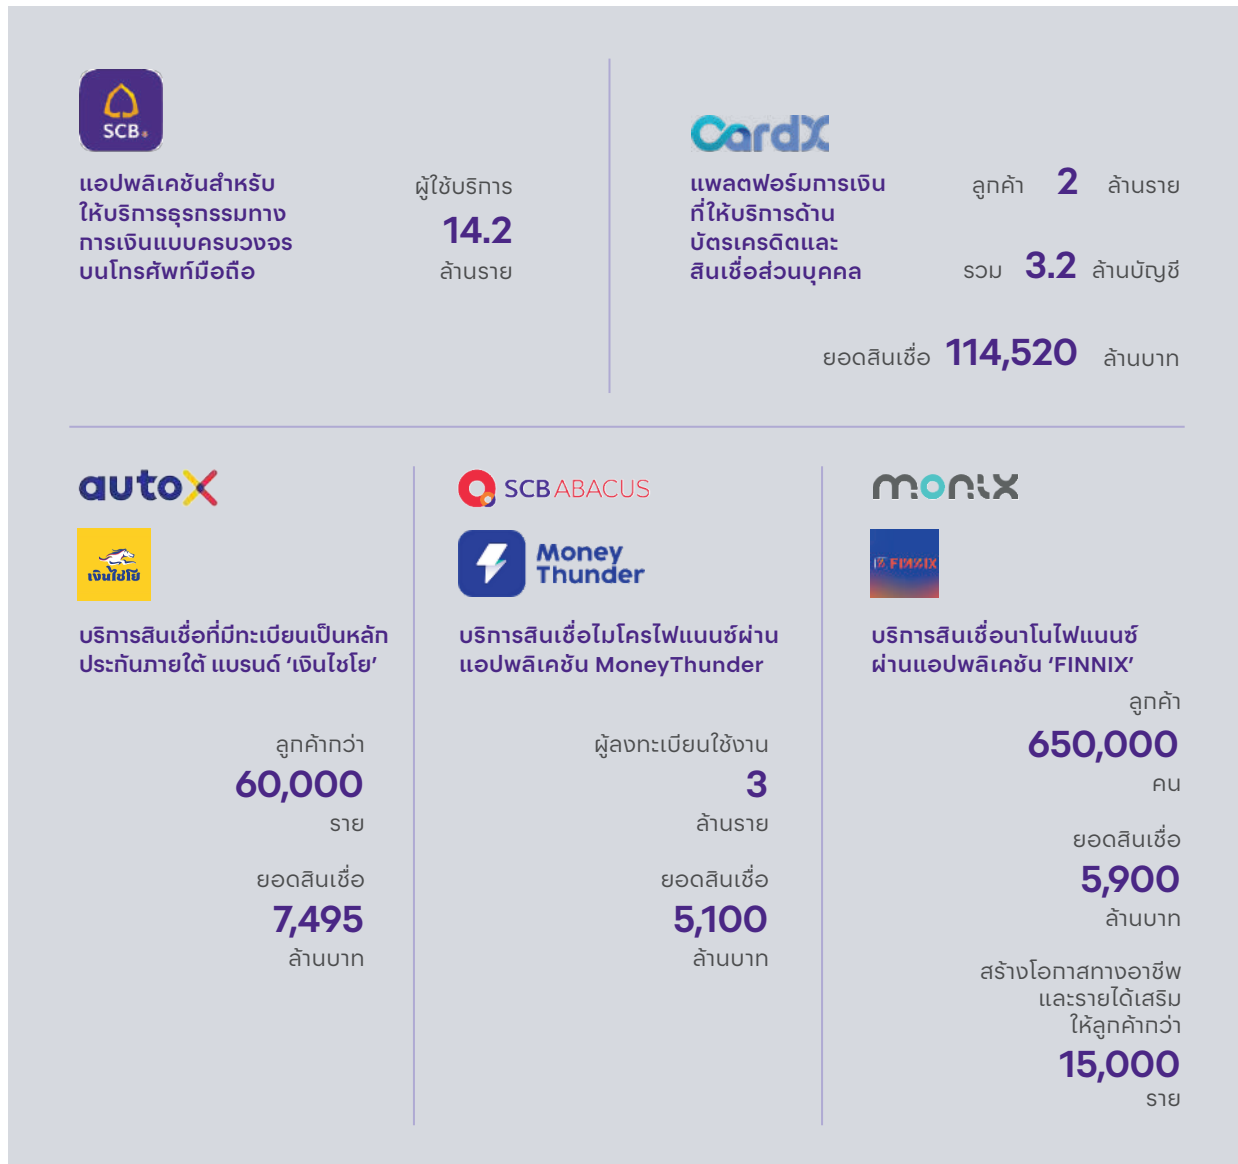 SCB
แอปพลิเคชันสำหรับ
ให้บริการธุรกรรมทาง
การเงินแบบครบวงจร
บนโทรศัพท์มือถือ
ผู้ใช้บริการ
14.2
ล้านราย
CardX
แพลตฟอร์มการเงิน
ที่ให้บริการด้าน
บัตรเครดิตและ
สินเชื่อส่วนบุคคล
ลูกค้า 2 ล้านราย
รวม 3.2 ล้านบัญชี
ยอดสินเชื่อ 114,520 ล้านบาท
autoX
เงินไชโย
บริการสินเชื่อที่มีทะเบียนเป็นหลัก
ประกันภายใต้ แบรนด์ ‘เงินไชโย’
ลูกค้ากว่า
60,000
ราย
ยอดสินเชื่อ
7,495
ล้านบาท
SCB ABACUS
Money
Thunder
บริการสินเชื่อไมโครไฟแนนซ์ผ่าน
แอปพลิเคชัน MoneyThunder
ผู้ลงทะเบียนใช้งาน
3
ล้านราย
ยอดสินเชื่อ
5,100
ล้านบาท
monix
FINNIX
บริการสินเชื่อนาโนไฟแนนซ์
ผ่านแอปพลิเคชัน ‘FINNIX’
ลูกค้า
650,000
คน
ยอดสินเชื่อ
5,900
ล้านบาท
สร้างโอกาสทางอาชีพ
และรายได้เสริม
ให้ลูกค้ากว่า
15,000
ราย